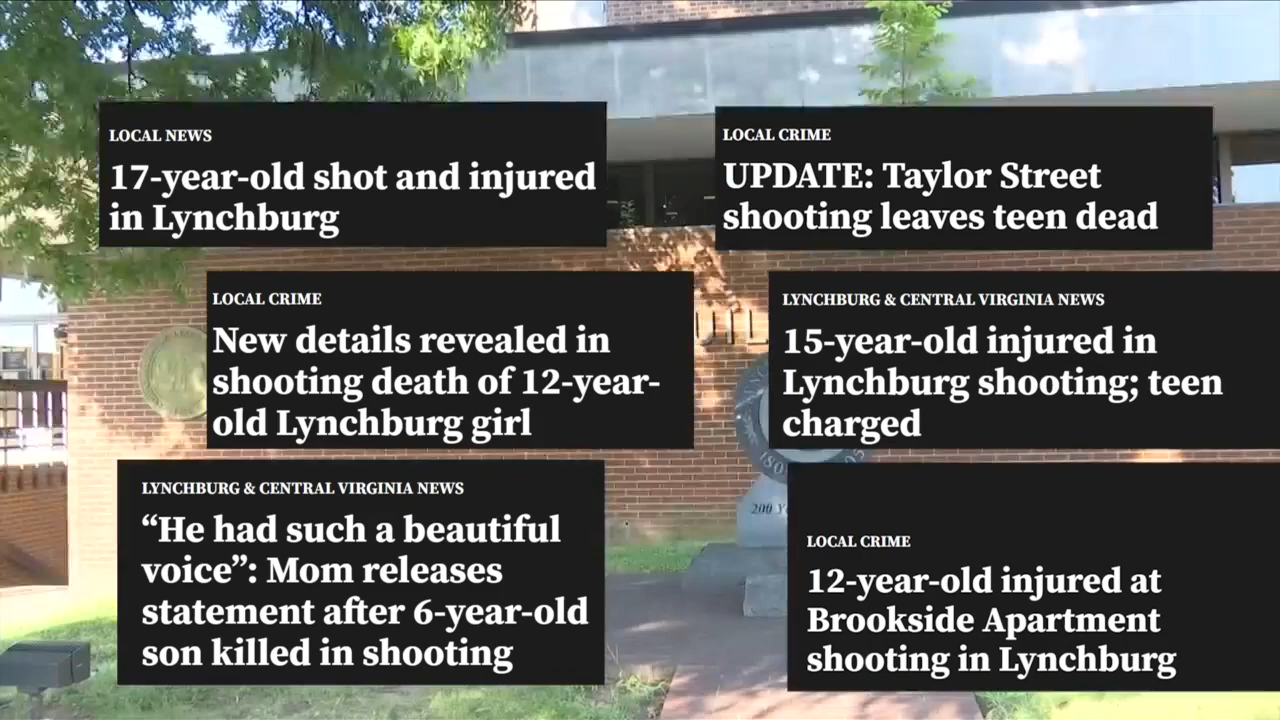 LOCAL NEWS
17-year-old shot and injured
in Lynchburg
LOCAL CRIME
UPDATE: Taylor Street
shooting leaves teen dead
LOCAL CRIME
New details revealed in
shooting death of 12-year-
old Lynchburg girl
LYNCHBURG & CENTRAL VIRGINIA NEWS
15-year-old injured in
Lynchburg shooting; teen
charged
LYNCHBURG & CENTRAL VIRGINIA NEWS
“He had such a beautiful
voice”: Mom releases
statement after 6-year-old
son killed in shooting
LOCAL CRIME
12-year-old injured at
Brookside Apartment
shooting in Lynchburg
200